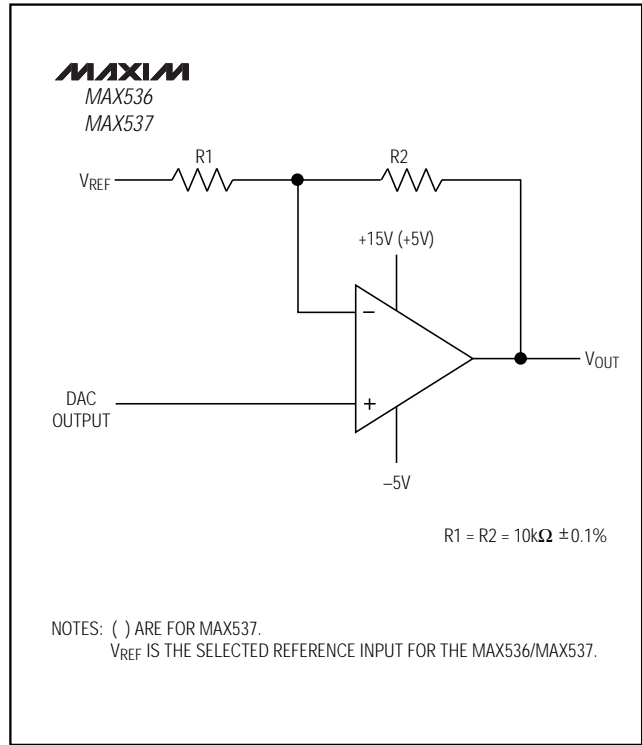 MAXIM
MAX536
MAX537
R1
R2
VREF
+15V (+5V)
−
VOUT
DAC
OUTPUT
+
–5V
R1 = R2 = 10kΩ ±0.1%
NOTES: ( ) ARE FOR MAX537.
VREF IS THE SELECTED REFERENCE INPUT FOR THE MAX536/MAX537.